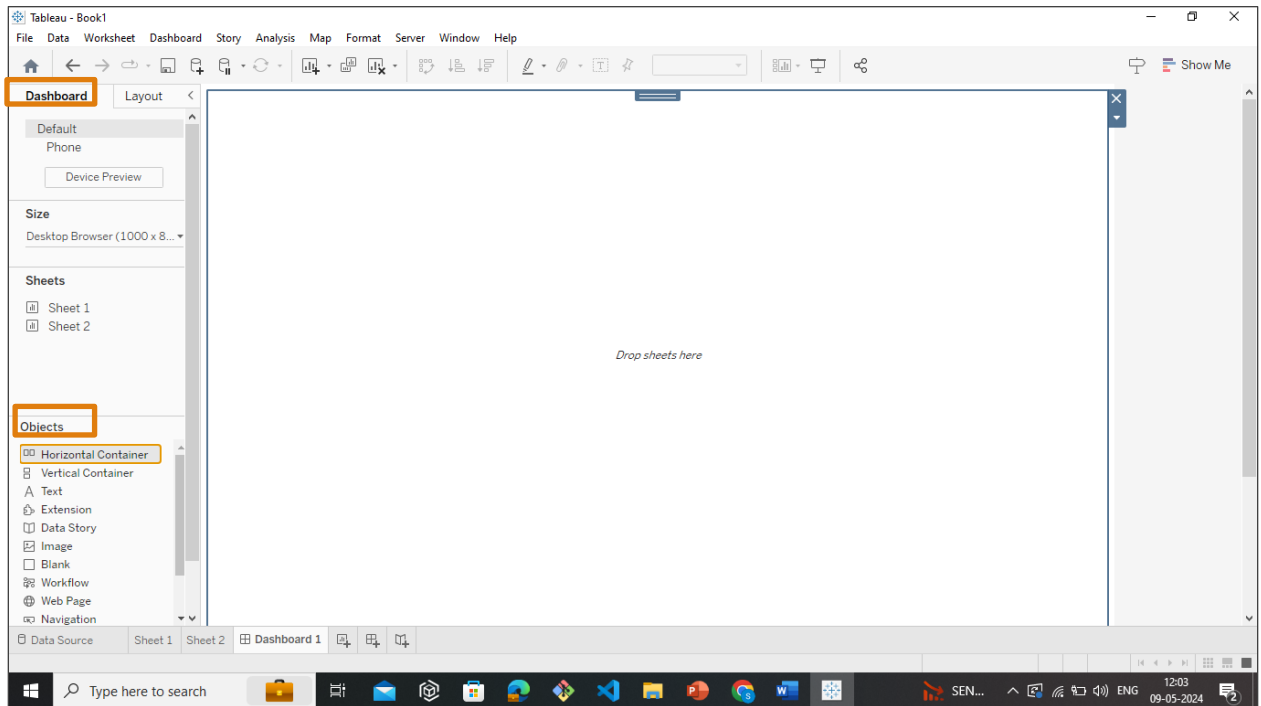 Tableau - Book1
File Data Worksheet Dashboard Story Analysis Map Format Server Window Help
Show Me
Dashboard Layout
Default
Phone
Device Preview
Size
Desktop Browser (1000 x 8...
Sheets
Sheet 1
Sheet 2
Drop sheets here
Objects
Horizontal Container
Vertical Container
A Text
Extension
Data Story
Image
Blank
Workflow
Web Page
Navigation
Data Source Sheet 1 Sheet 2 Dashboard 1
Type here to search
SEN... ENG
12:03
09-05-2024
2